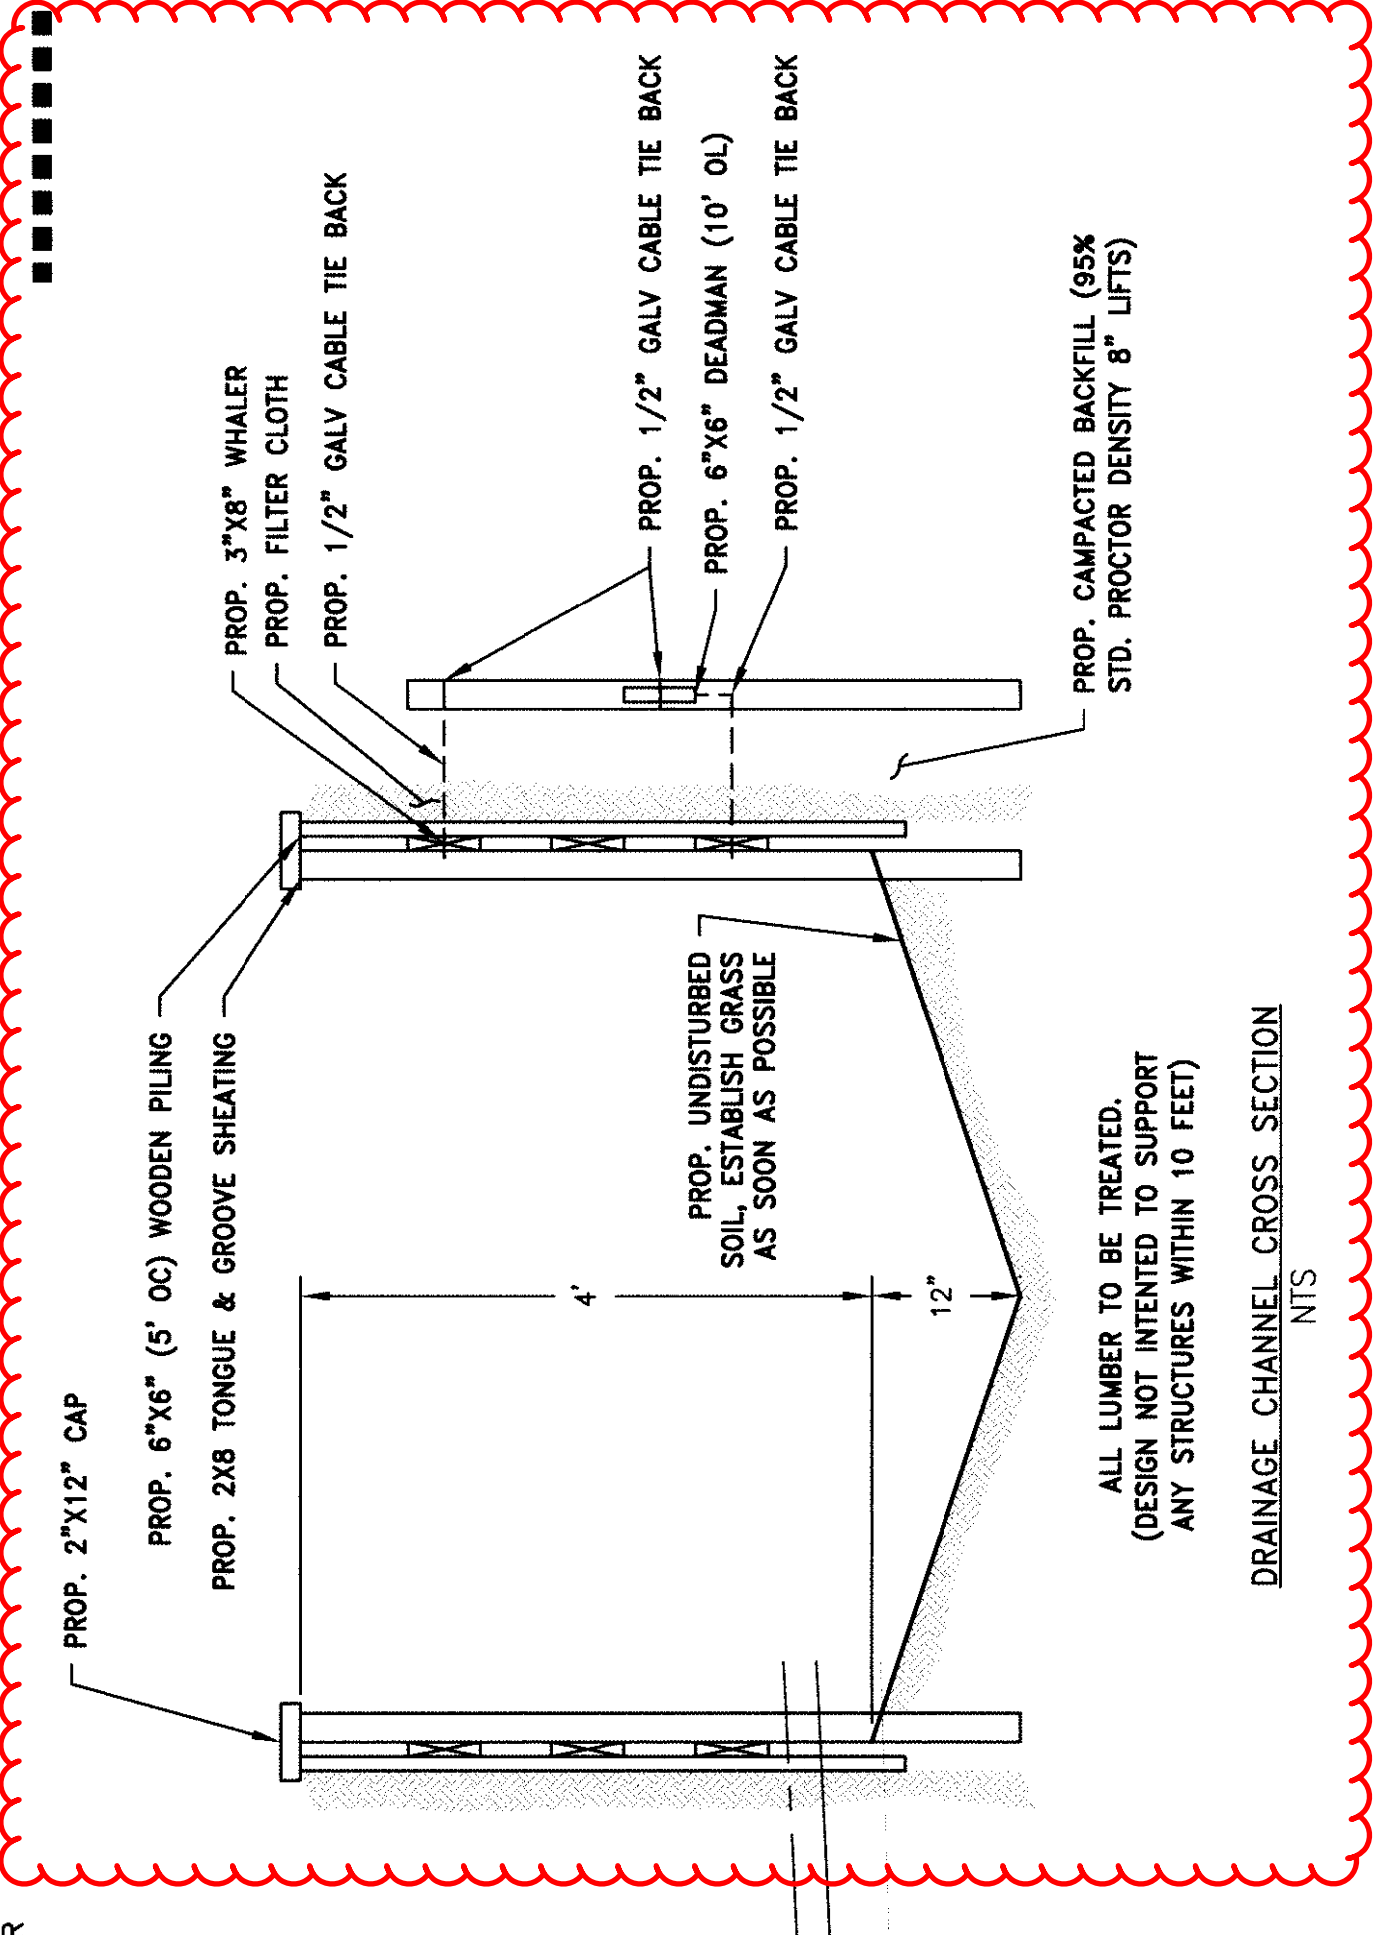 PROP. 2"X12" CAP
PROP. 6"X6" (5' OC) WOODEN PILING
PROP. 2X8 TONGUE & GROOVE SHEATING
PROP. 3"X8" WHALER
PROP. FILTER CLOTH
PROP. 1/2" GALV CABLE TIE BACK
4'
12"
PROP. UNDISTURBED
SOIL, ESTABLISH GRASS
AS SOON AS POSSIBLE
PROP. 1/2" GALV CABLE TIE BACK
PROP. 6"X6" DEADMAN (10' OL)
PROP. 1/2" GALV CABLE TIE BACK
PROP. CAMPACTED BACKFILL (95%
STD. PROCTOR DENSITY 8" LIFTS)
ALL LUMBER TO BE TREATED.
(DESIGN NOT INTENTED TO SUPPORT
ANY STRUCTURES WITHIN 10 FEET)
DRAINAGE CHANNEL CROSS SECTION
NTS
R